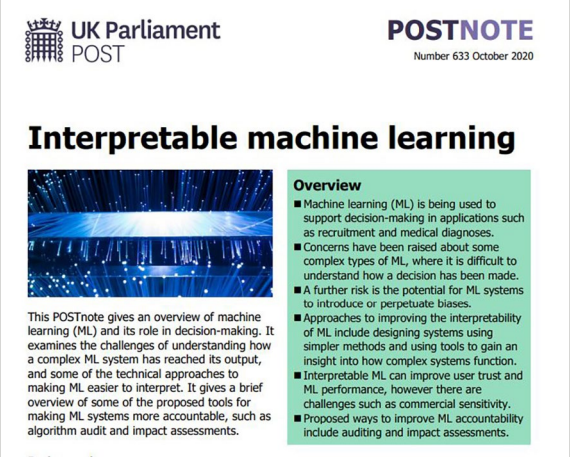 UK Parliament
POST
POSTNOTE
Number 633 October 2020
Interpretable machine learning
This POSTnote gives an overview of machine
learning (ML) and its role in decision-making. It
examines the challenges of understanding how
a complex ML system has reached its output,
and some of the technical approaches to
making ML easier to interpret. It gives a brief
overview of some of the proposed tools for
making ML systems more accountable, such as
algorithm audit and impact assessments.
Overview
■ Machine learning (ML) is being used to
support decision-making in applications such
as recruitment and medical diagnoses.
■ Concerns have been raised about some
complex types of ML, where it is difficult to
understand how a decision has been made.
■ A further risk is the potential for ML systems
to introduce or perpetuate biases.
■ Approaches to improving the interpretability
of ML include designing systems using
simpler methods and using tools to gain an
insight into how complex systems function.
■ Interpretable ML can improve user trust and
ML performance, however there are
challenges such as commercial sensitivity.
■ Proposed ways to improve ML accountability
include auditing and impact assessments.